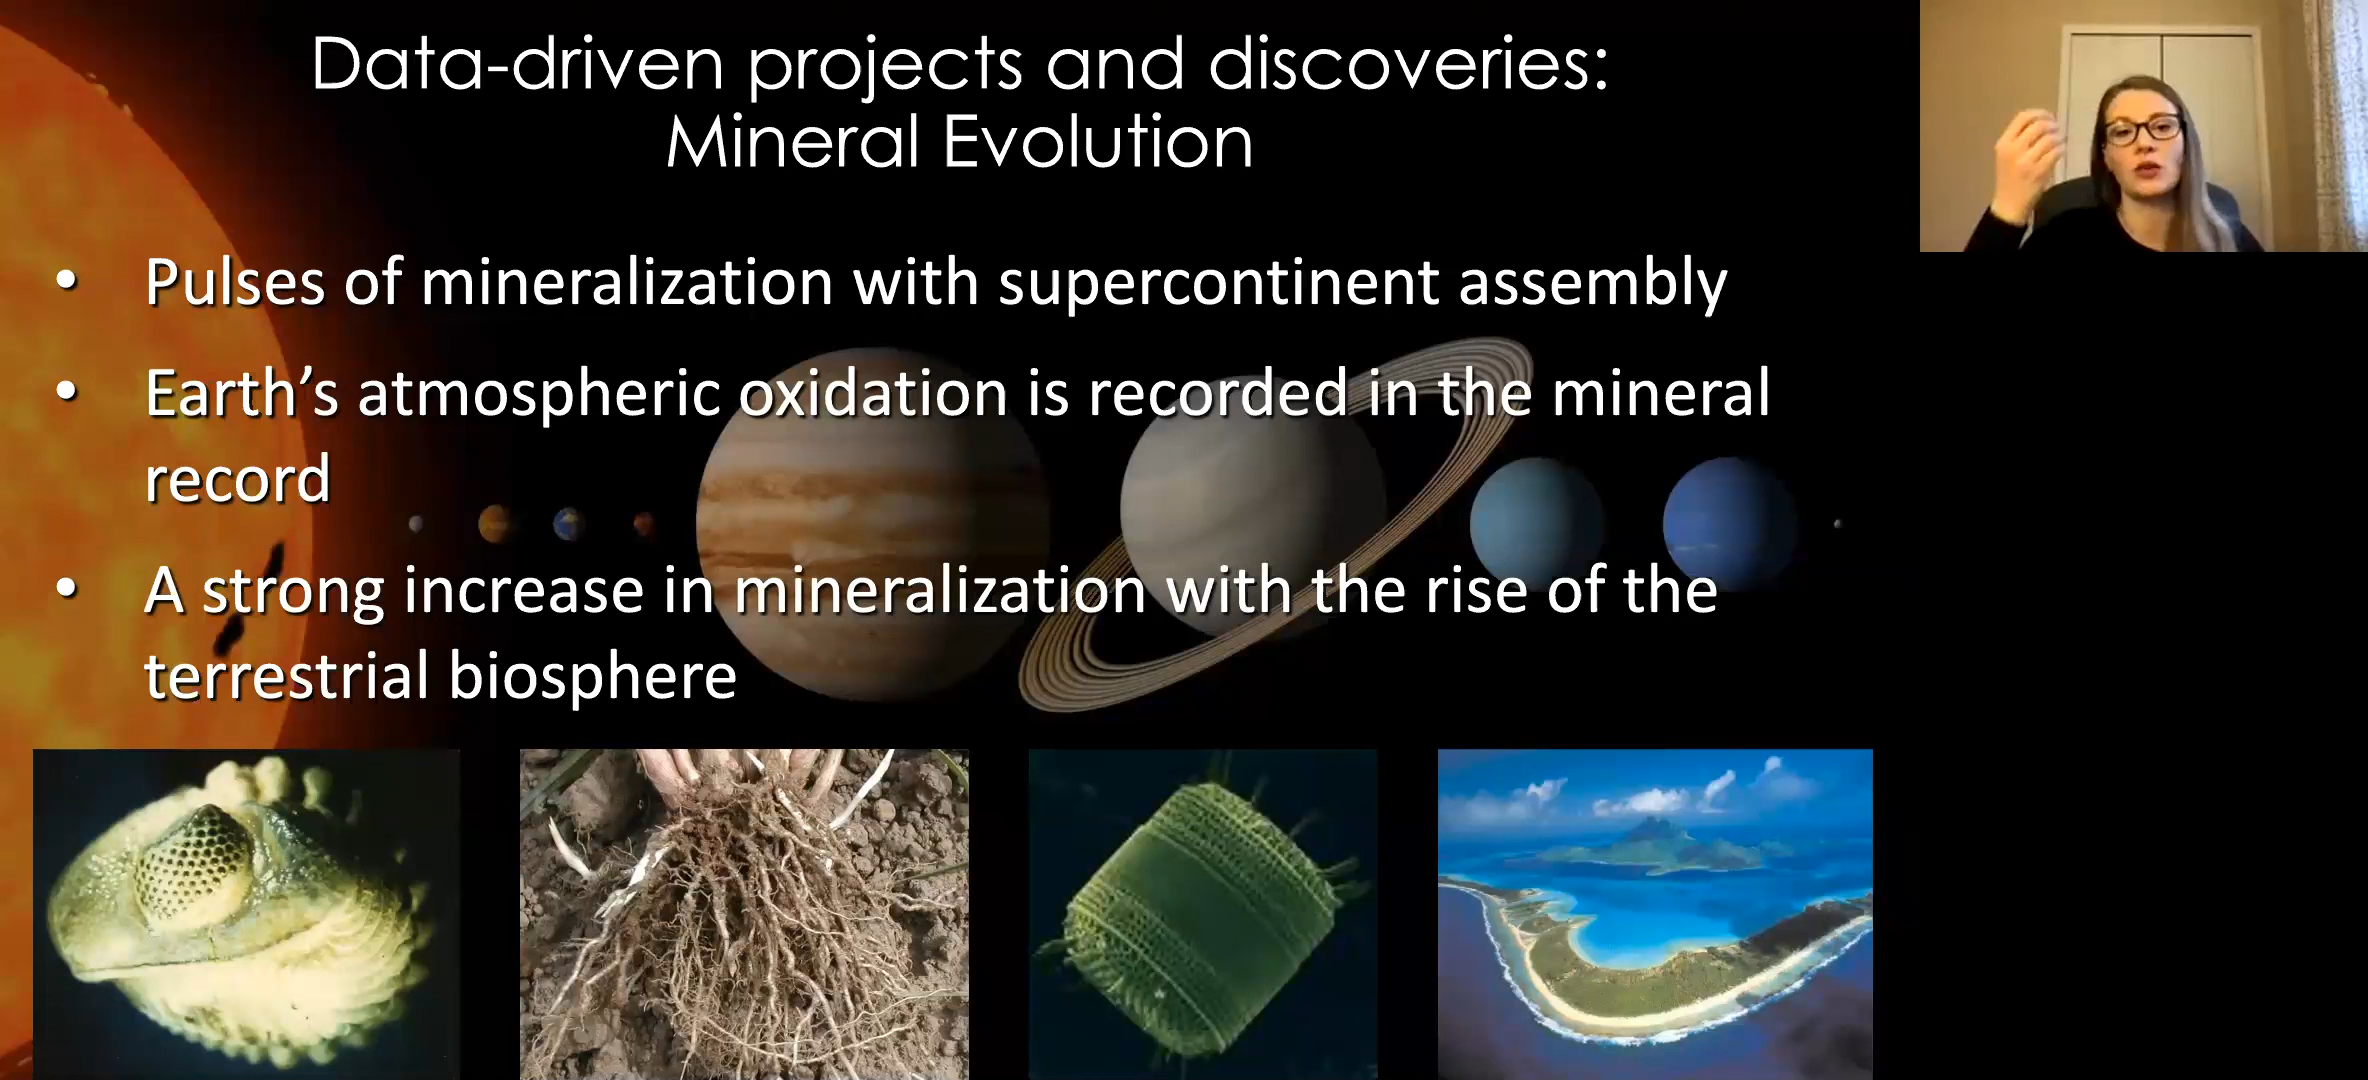 Data-driven projects and discoveries:
Mineral Evolution
• Pulses of mineralization with supercontinent assembly
• Earth’s atmospheric oxidation is recorded in the mineral
record
• A strong increase in mineralization with the rise of the
terrestrial biosphere